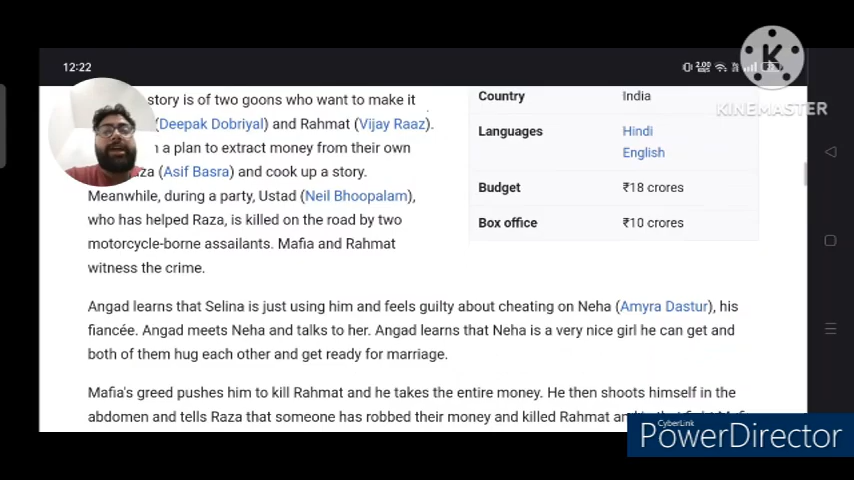 12:22
2.00
K
KINEMASTER
story is of two goons who want to make it
(Deepak Dobriyal) and Rahmat (Vijay Raaz).
a plan to extract money from their own
(Asif Basra) and cook up a story.
Meanwhile, during a party, Ustad (Neil Bhoopalam),
who has helped Raza, is killed on the road by two
motorcycle-borne assailants. Mafia and Rahmat
witness the crime.
Country India
Languages Hindi
English
Budget ₹18 crores
Box office ₹10 crores
Angad learns that Selina is just using him and feels guilty about cheating on Neha (Amyra Dastur), his
fiancée. Angad meets Neha and talks to her. Angad learns that Neha is a very nice girl he can get and
both of them hug each other and get ready for marriage.
Mafia's greed pushes him to kill Rahmat and he takes the entire money. He then shoots himself in the
abdomen and tells Raza that someone has robbed their money and killed Rahmat
CyberLink
PowerDirector